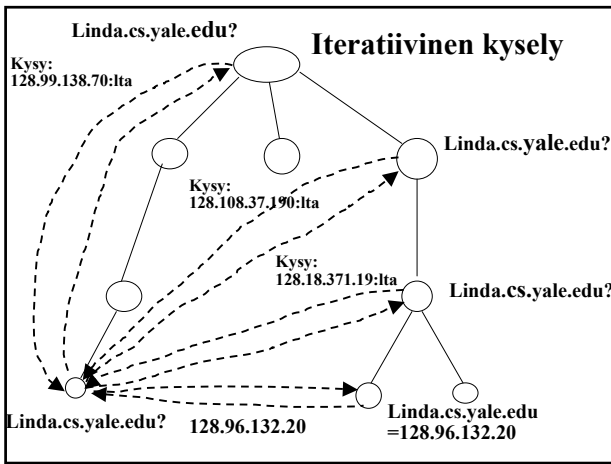 Linda.cs.yale.edu?
Iteratiivinen kysely
Kysy:
128.99.138.70:lta
Linda.cs.yale.edu?
Kysy:
128.108.37.190:lta
Kysy:
128.18.371.19:lta
Linda.cs.yale.edu?
Linda.cs.yale.edu?
128.96.132.20
Linda.cs.yale.edu
=128.96.132.20